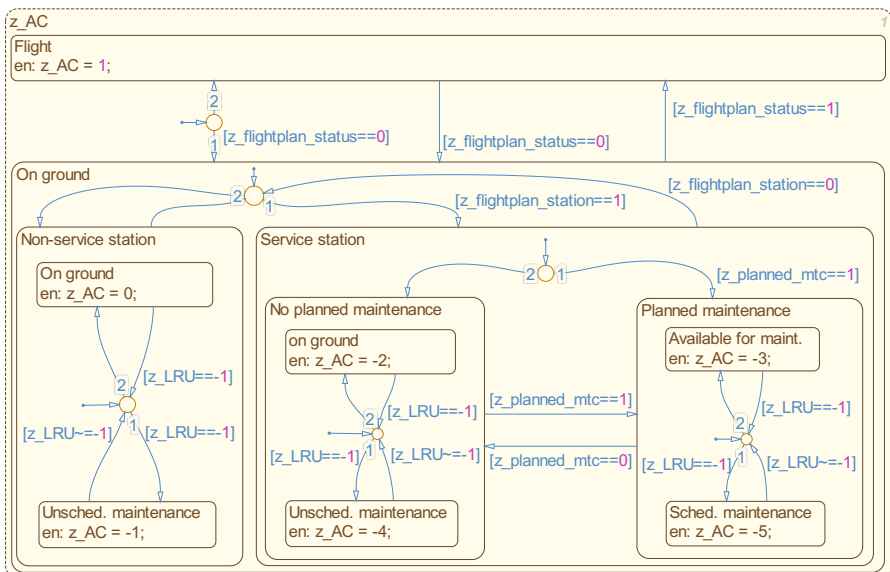 z_AC
1
Flight
en: z_AC = 1;
2
1
[z_flightplan_status==0]
[z_flightplan_status==0]
[z_flightplan_status==1]
On ground
2
1
[z_flightplan_station==1]
[z_flightplan_station==0]
Non-service station
On ground
en: z_AC = 0;
2
1
[z_LRU==-1]
[z_LRU~=-1]
[z_LRU==-1]
Unsched. maintenance
en: z_AC = -1;
Service station
2
1
[z_planned_mtc==1]
No planned maintenance
on ground
en: z_AC = -2;
2
1
[z_LRU==-1]
[z_LRU==-1]
[z_LRU~=-1]
Unsched. maintenance
en: z_AC = -4;
[z_planned_mtc==1]
[z_planned_mtc==0]
Planned maintenance
Available for maint.
en: z_AC = -3;
2
1
[z_LRU==-1]
[z_LRU==-1]
[z_LRU~=-1]
Sched. maintenance
en: z_AC = -5;